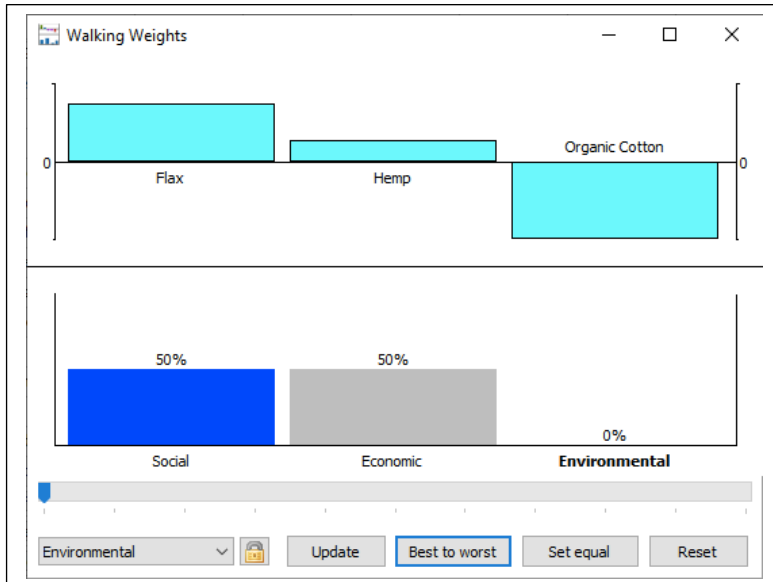 Walking Weights
Organic Cotton
0 0
Flax Hemp
50% 50%
0%
Social Economic Environmental
Environmental Update Best to worst Set equal Reset